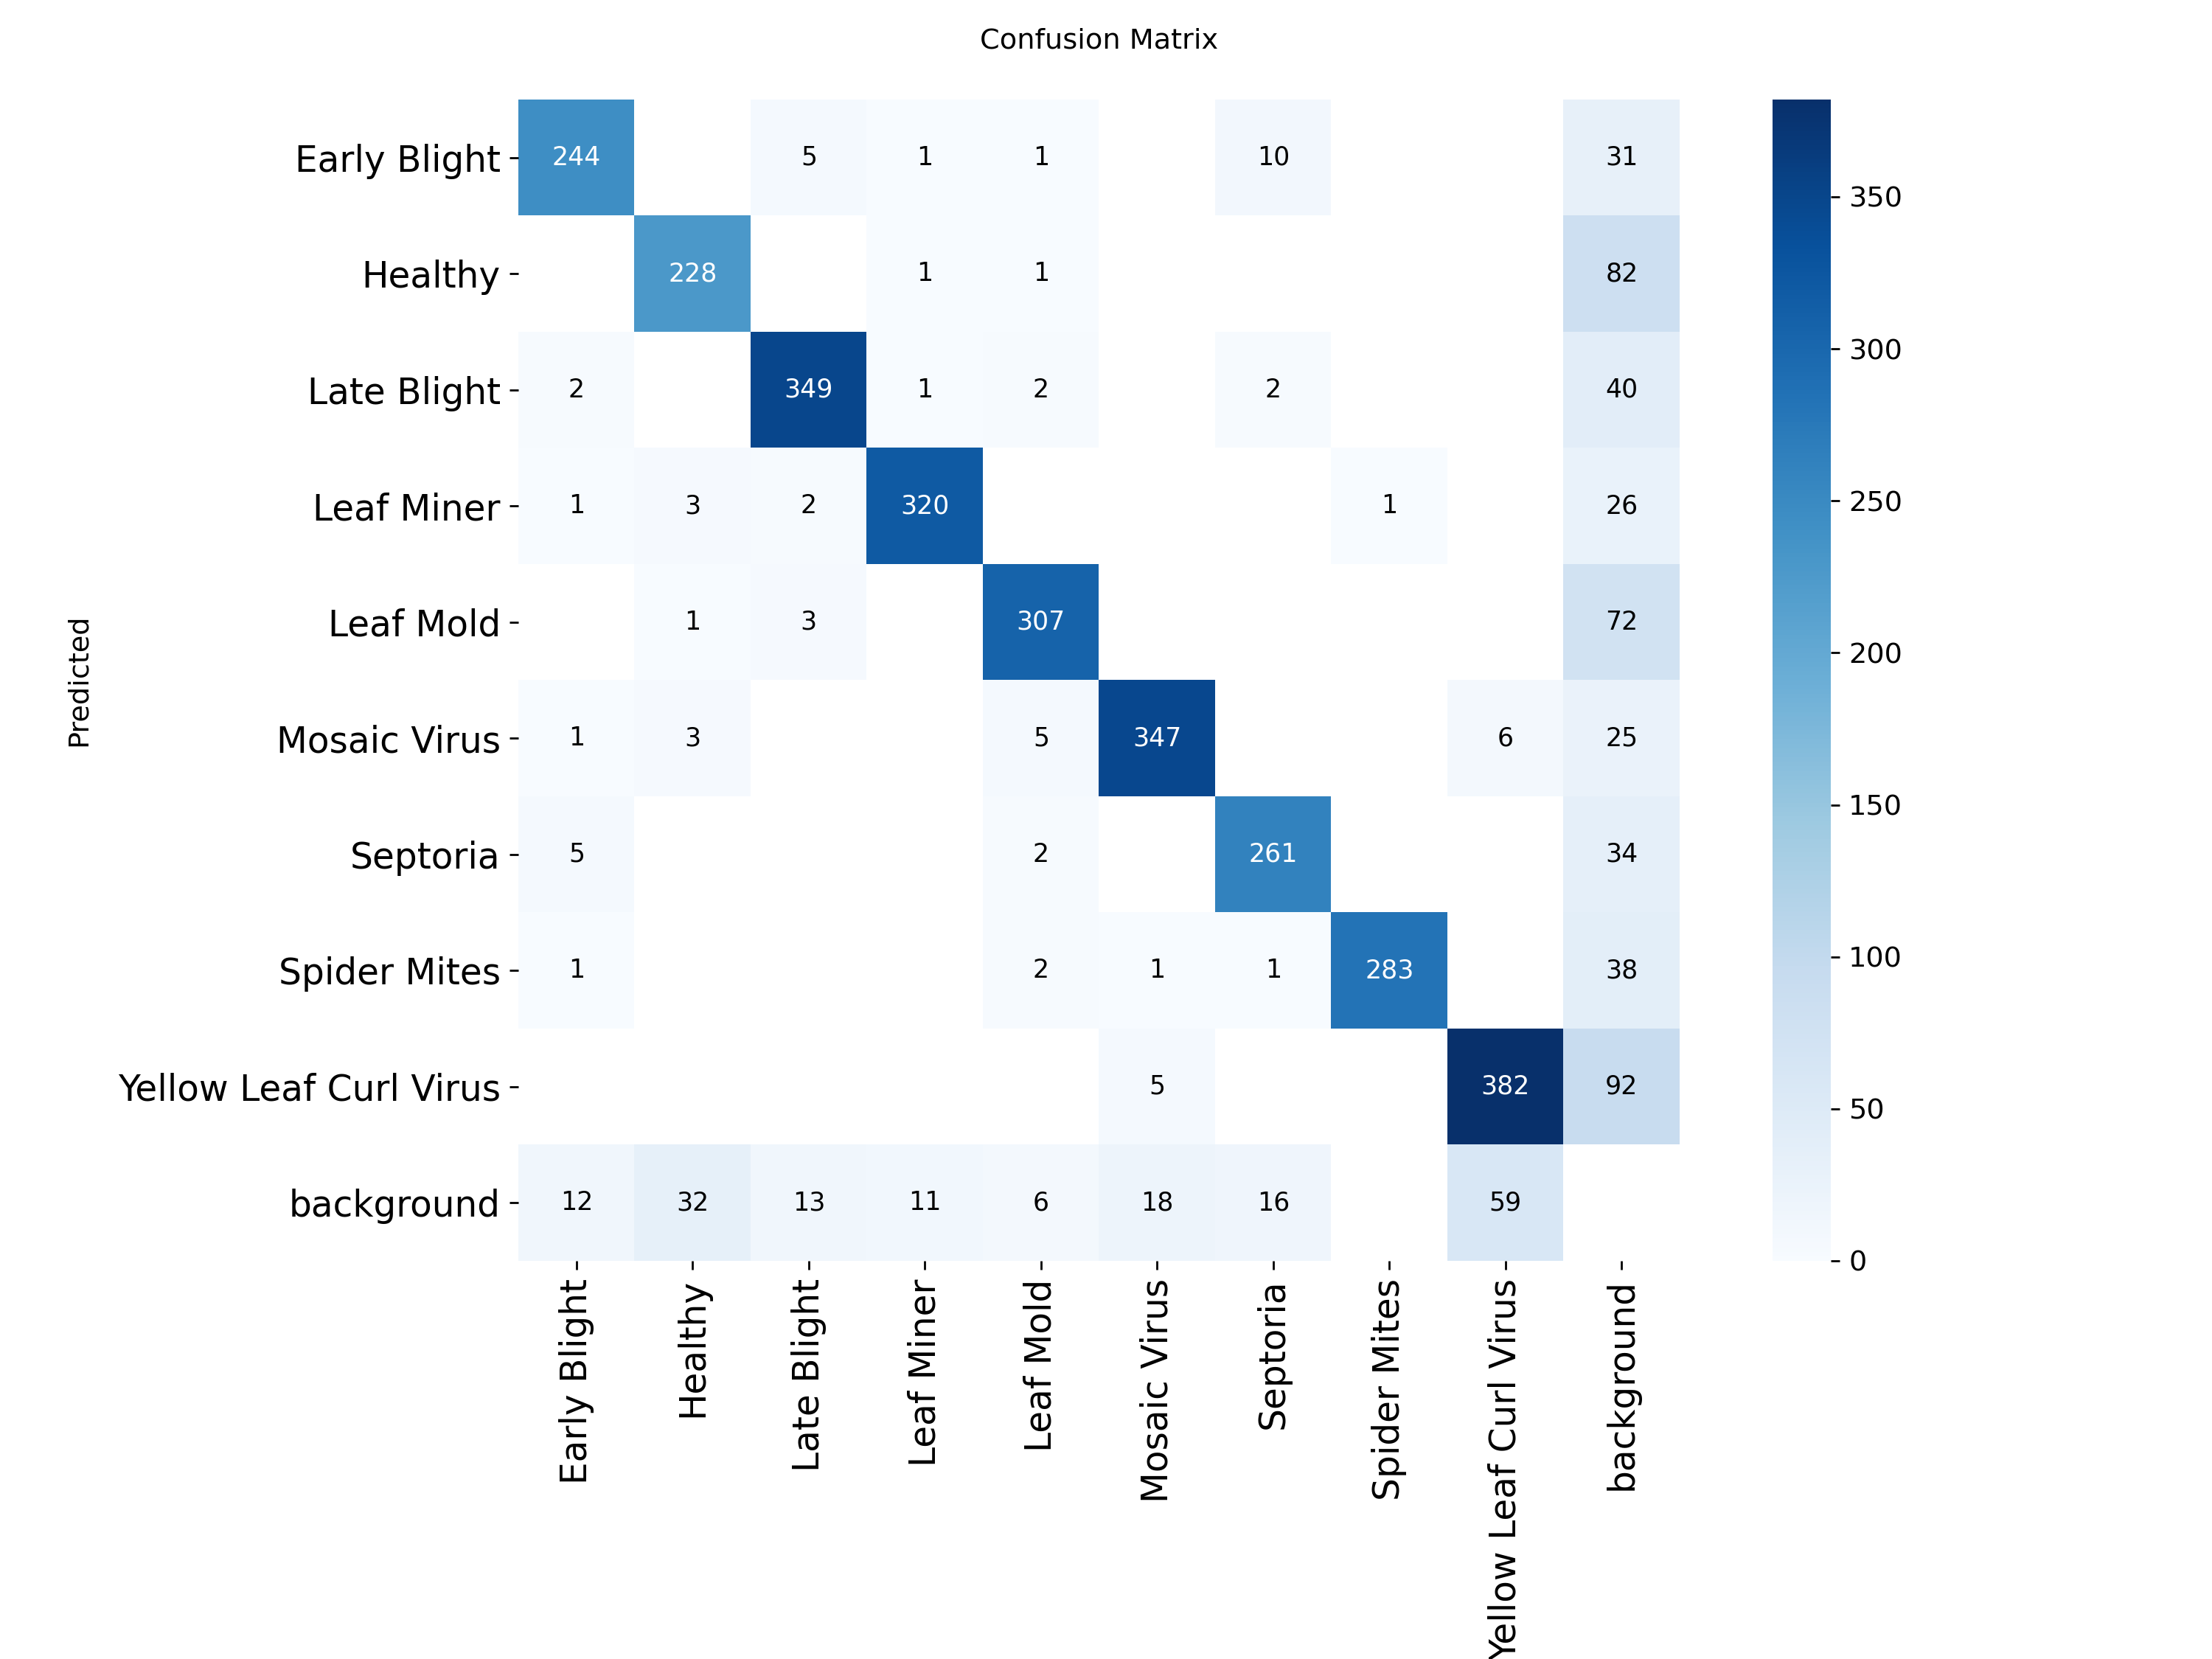 Confusion Matrix
Early Blight 244 5 1 1 10 31
Healthy 228 1 1 82
Late Blight 2 349 1 2 2 40
Leaf Miner 1 3 2 320 1 26
Leaf Mold 1 3 307 72
Mosaic Virus 1 3 5 347 6 25
Septoria 5 2 261 34
Spider Mites 1 2 1 1 283 38
Yellow Leaf Curl Virus 5 382 92
background 12 32 13 11 6 18 16 59
Predicted
Early Blight
Healthy
Late Blight
Leaf Miner
Leaf Mold
Mosaic Virus
Septoria
Spider Mites
Yellow Leaf Curl Virus
background
350
300
250
200
150
100
50
0